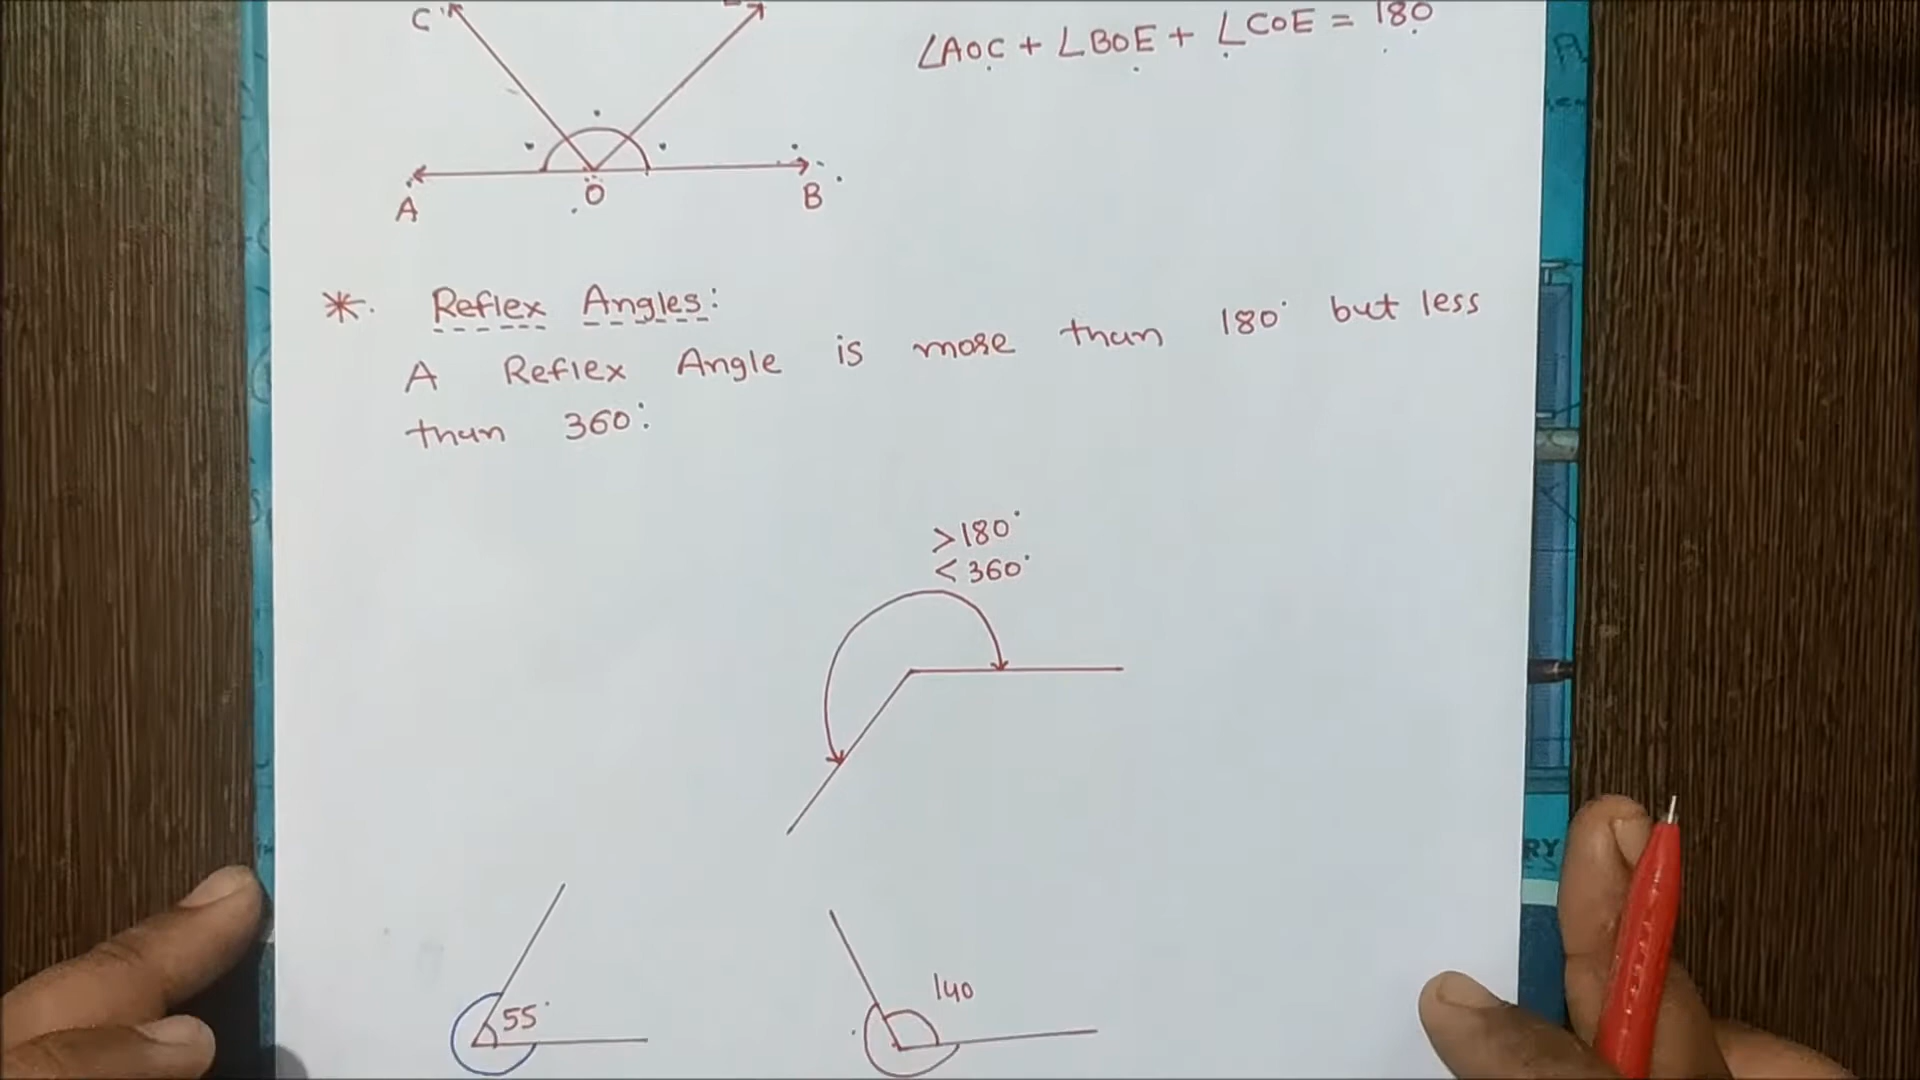 C
∠AOC + ∠BOE + ∠COE = 180
A
O
B
*. Reflex Angles:
A Reflex Angle is more than 180° but less
than 360°.
>180°
<360°
55°
140
RY